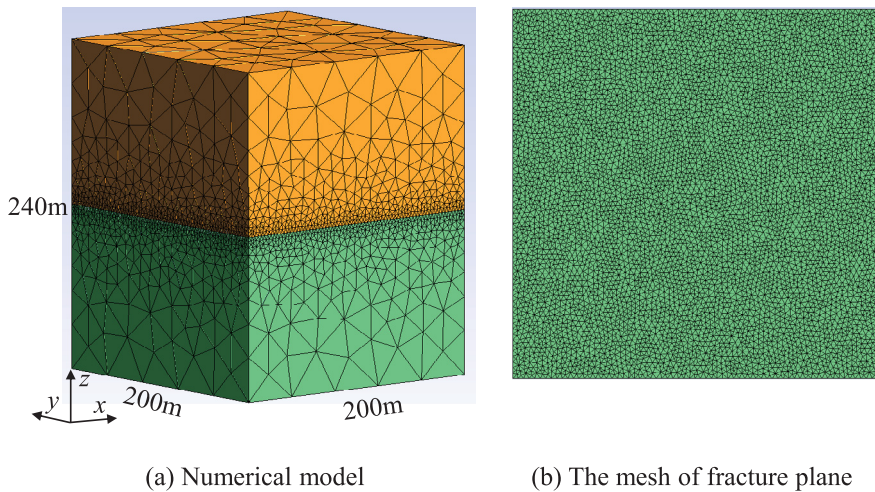 240m
z
y
x
200m
200m
(a) Numerical model
(b) The mesh of fracture plane